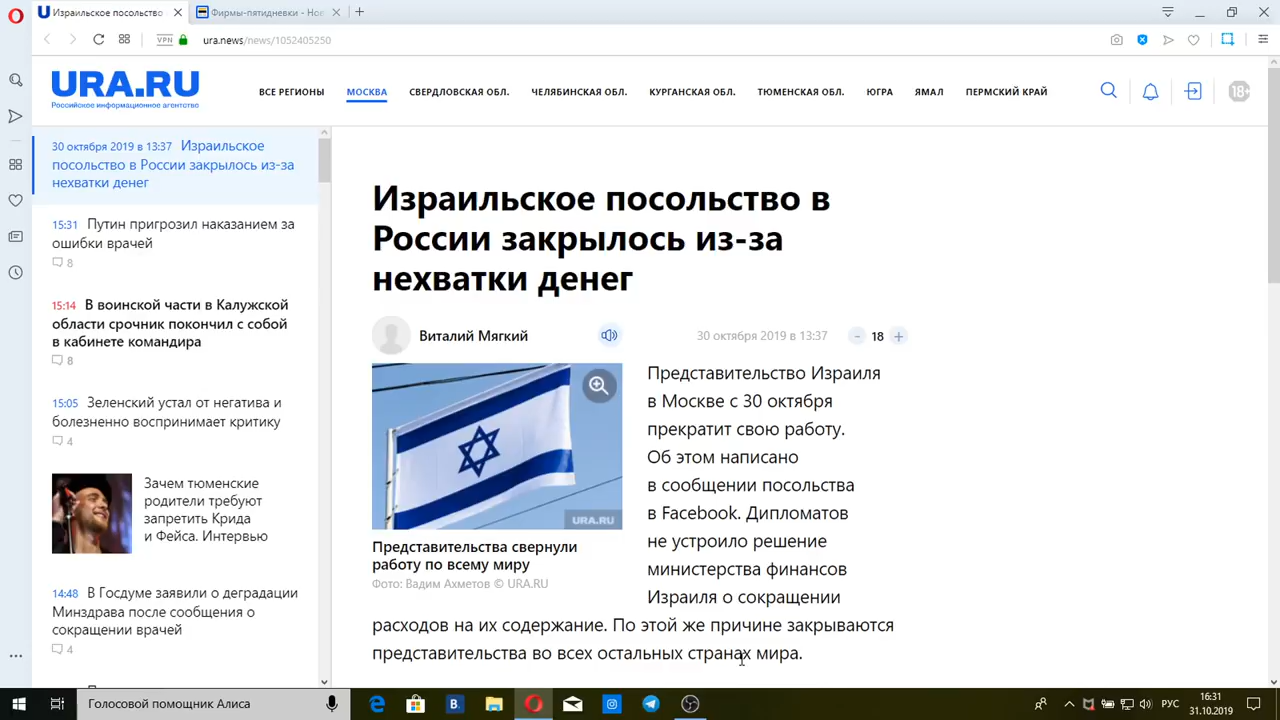 Израильское посольство
Фирмы-пятидневки - Нов
VPN
ura.news/news/1052405250
URA.RU
Российское информационное агентство
ВСЕ РЕГИОНЫ
МОСКВА
СВЕРДЛОВСКАЯ ОБЛ.
ЧЕЛЯБИНСКАЯ ОБЛ.
КУРГАНСКАЯ ОБЛ.
ТЮМЕНСКАЯ ОБЛ.
ЮГРА
ЯМАЛ
ПЕРМСКИЙ КРАЙ
18+
30 октября 2019 в 13:37 Израильское
посольство в России закрылось из-за
нехватки денег
15:31 Путин пригрозил наказанием за
ошибки врачей
8
15:14 В воинской части в Калужской
области срочник покончил с собой
в кабинете командира
8
15:05 Зеленский устал от негатива и
болезненно воспринимает критику
4
Зачем тюменские
родители требуют
запретить Крида
и Фейса. Интервью
14:48 В Госдуме заявили о деградации
Минздрава после сообщения о
сокращении врачей
4
Израильское посольство в
России закрылось из-за
нехватки денег
Виталий Мягкий
30 октября 2019 в 13:37
- 18 +
URA.RU
Представительства свернули
работу по всему миру
Фото: Вадим Ахметов © URA.RU
Представительство Израиля
в Москве с 30 октября
прекратит свою работу.
Об этом написано
в сообщении посольства
в Facebook. Дипломатов
не устроило решение
министерства финансов
Израиля о сокращении
расходов на их содержание. По этой же причине закрываются
представительства во всех остальных странах мира.
Голосовой помощник Алиса
РУС
16:31
31.10.2019